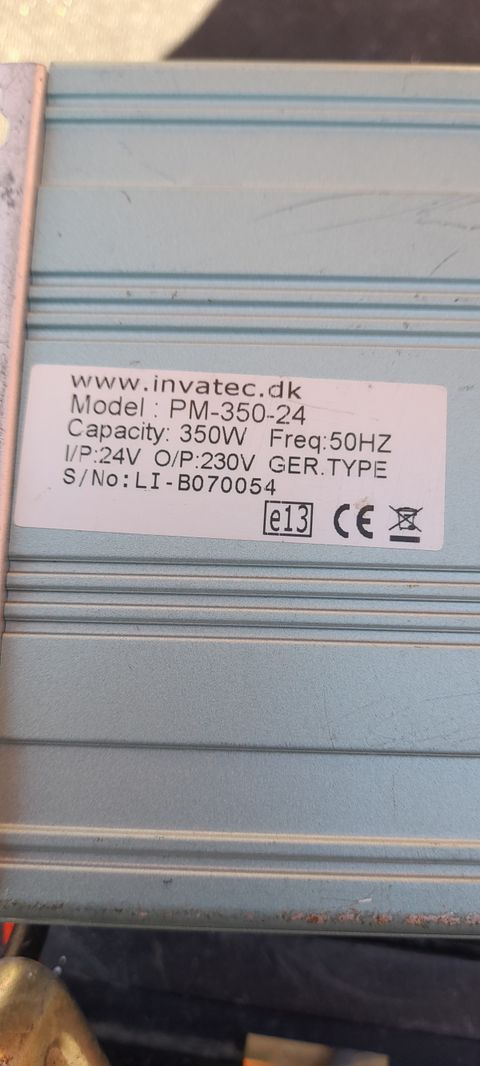 www.invatec.dk
Model : PM-350-24
Capacity: 350W Freq:50HZ
I/P:24V O/P:230V GER.TYPE
S/No:LI-B070054
e13 CE